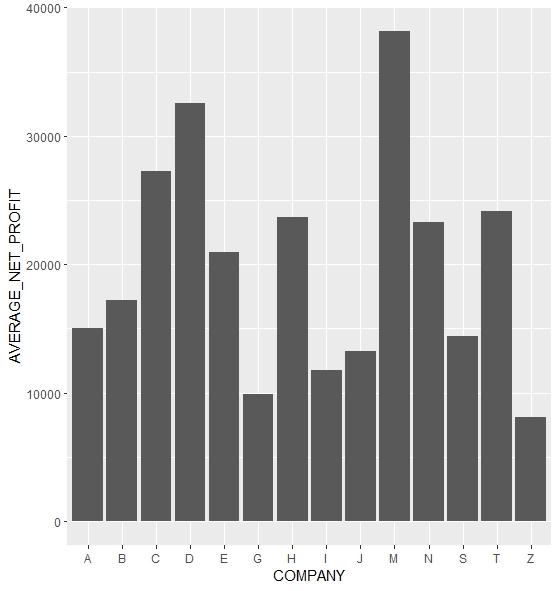 40000
30000
20000
10000
0
AVERAGE_NET_PROFIT
A B C D E G H I J M N S T Z
COMPANY